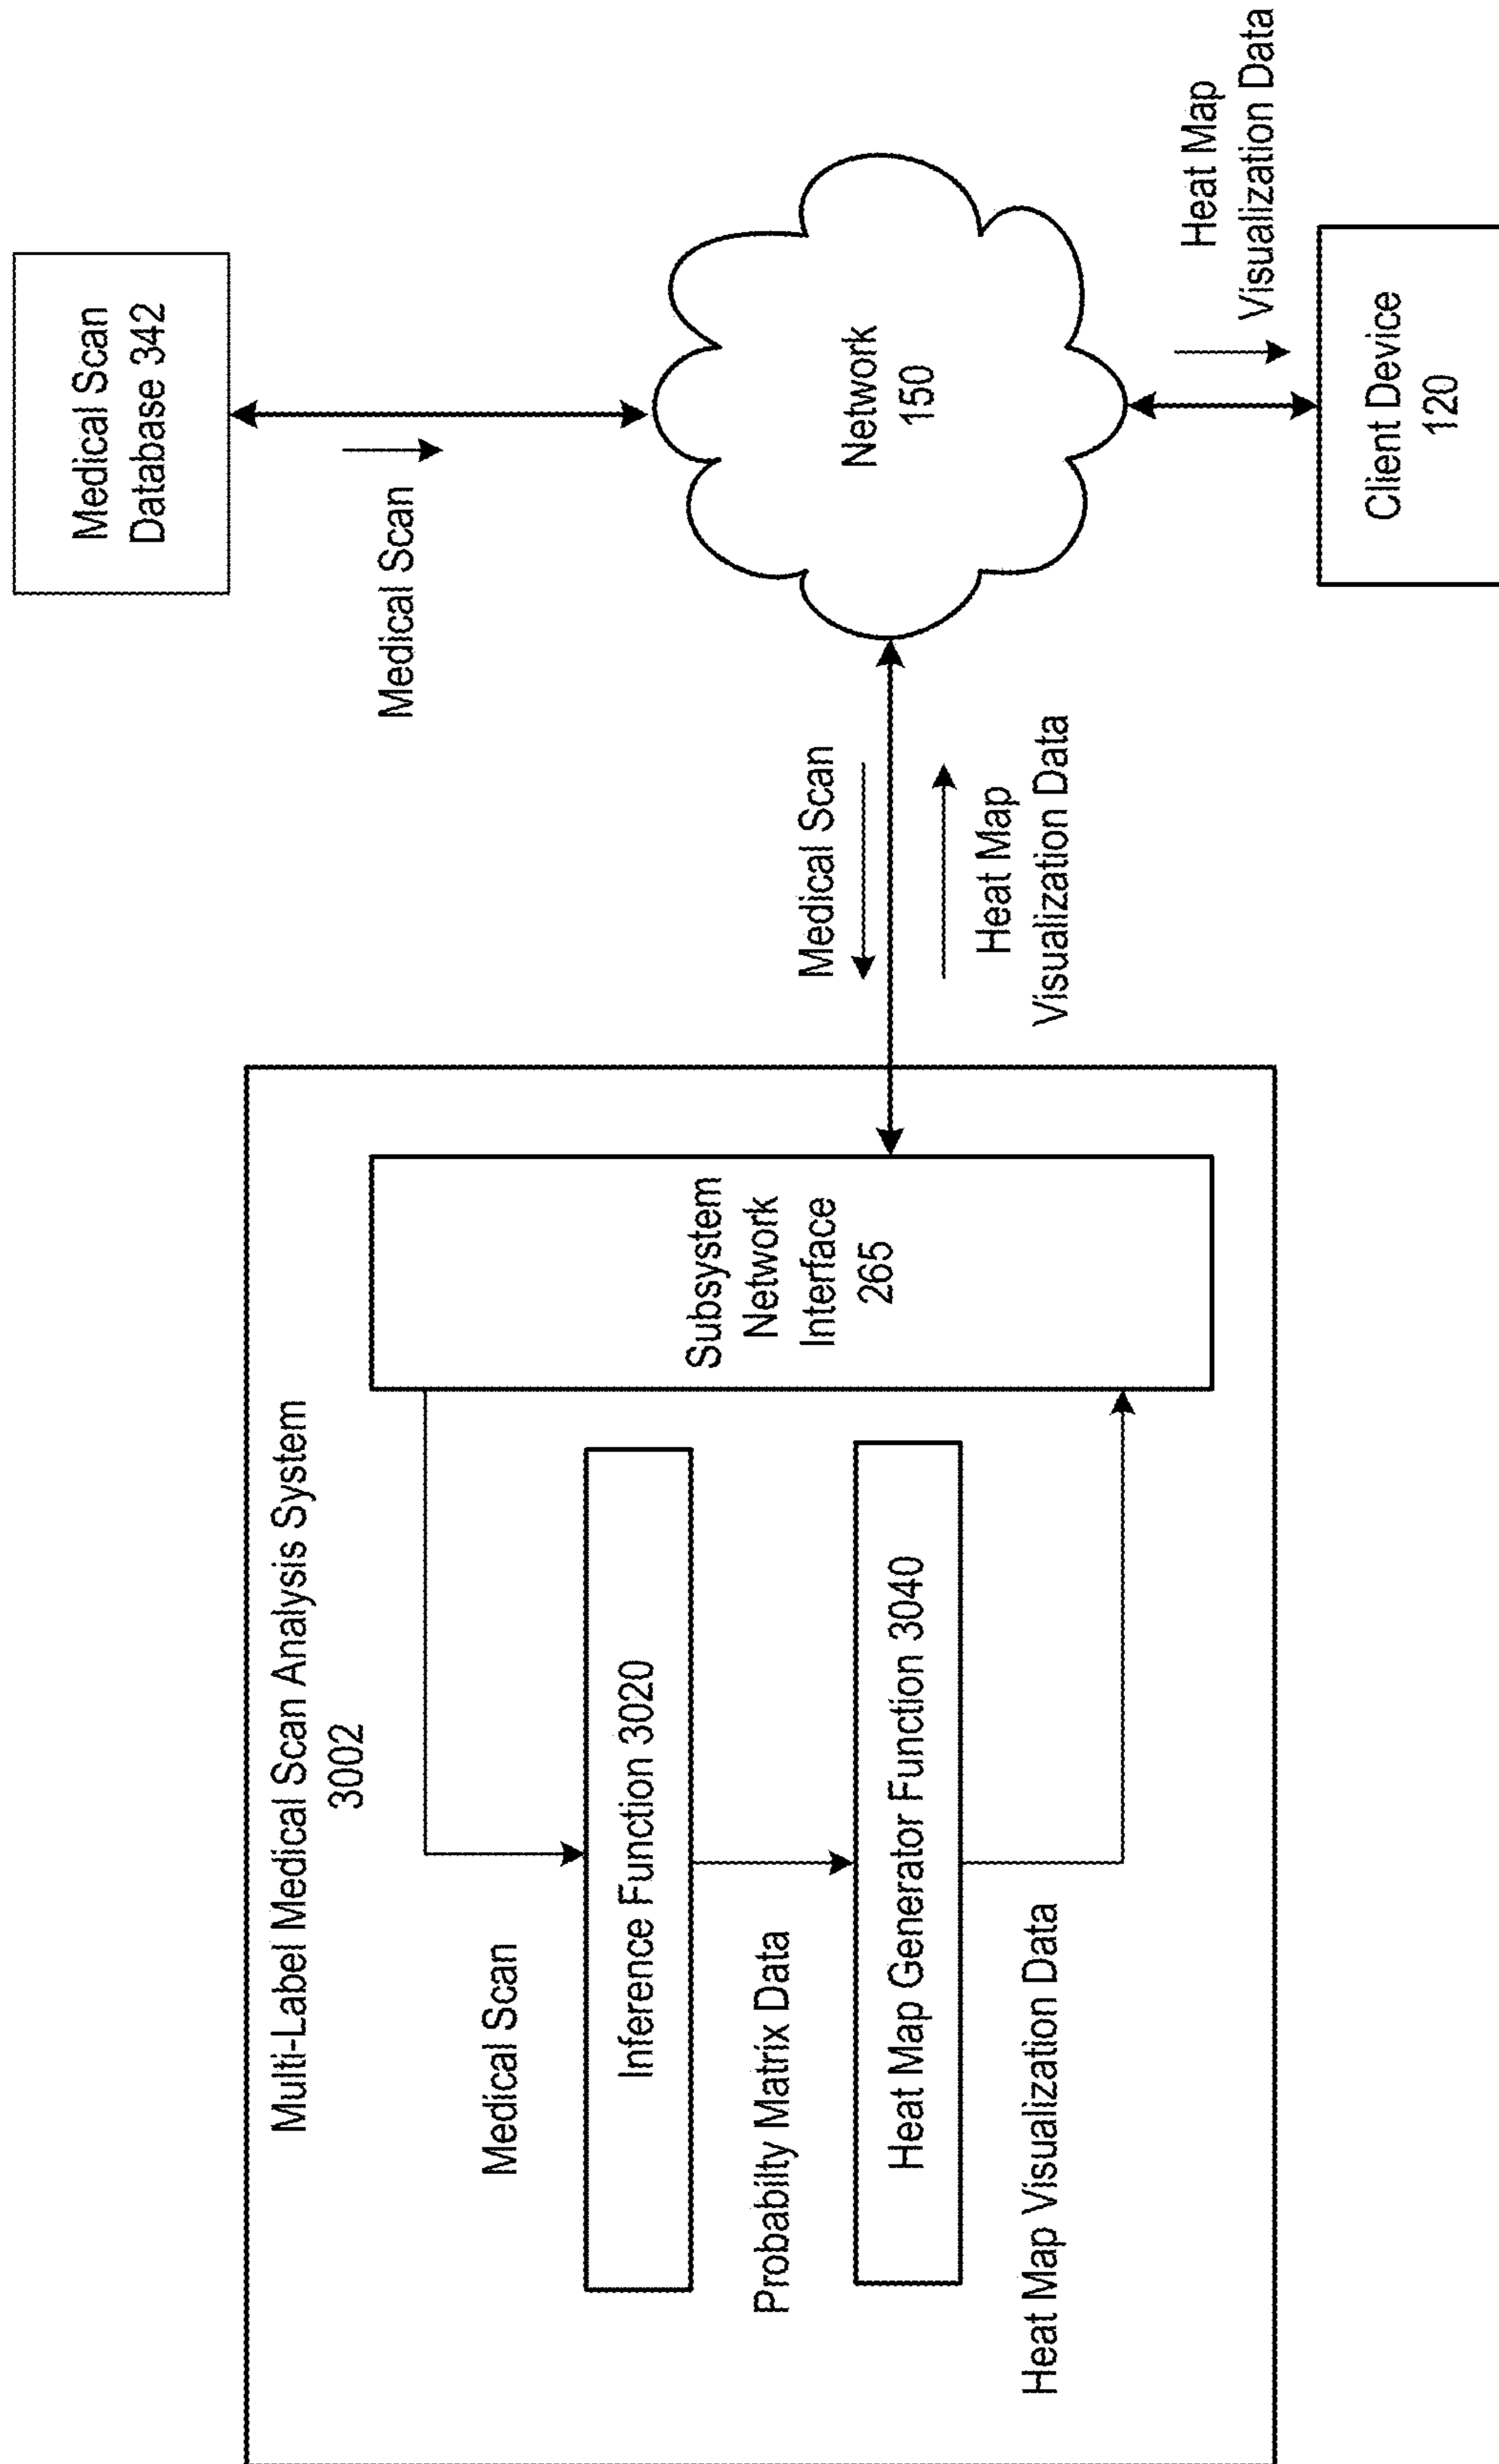 Multi-Label Medical Scan Analysis System
3002
Medical Scan
Inference Function 3020
Probabilty Matrix Data
Heat Map Generator Function 3040
Heat Map Visualization Data
Subsystem
Network
Interface
265
Medical Scan
Heat Map
Visualization Data
Medical Scan
Database 342
Medical Scan
Network
150
Heat Map
Visualization Data
Client Device
120